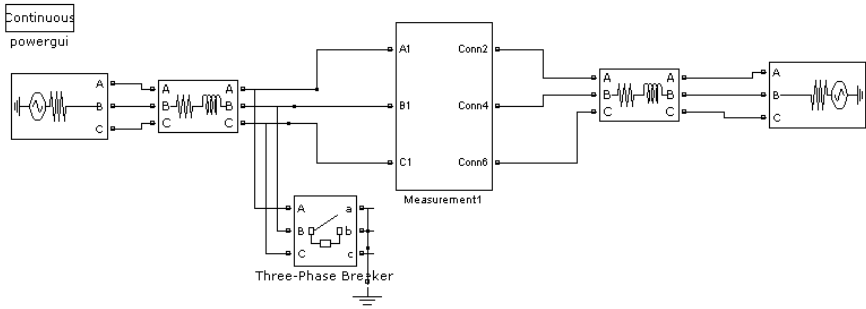 Continuous
powergui
A
B
C
A
B
C
A
B
C
A1
B1
C1
Conn2
Conn4
Conn6
Measurement1
A
B
C
A
B
C
A
B
C
A
B
C
a
b
c
Three-Phase Breaker